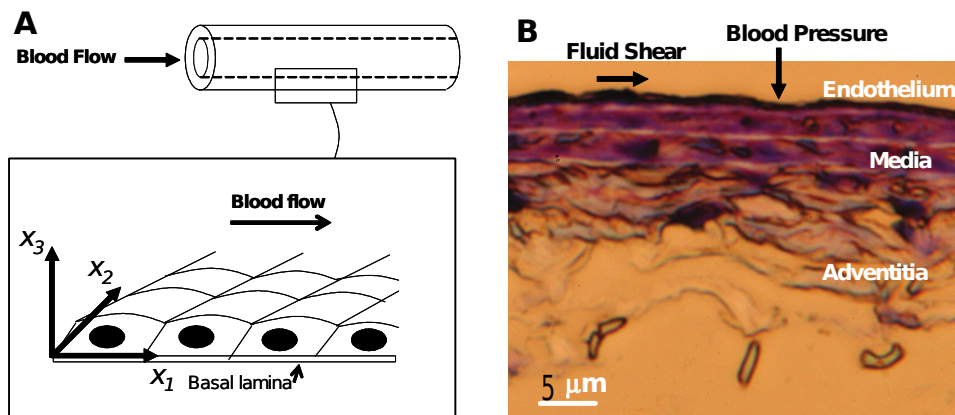 A
Blood Flow
Blood flow
x3
x2
x1
Basal lamina
B
Blood Pressure
Fluid Shear
Endothelium
Media
Adventitia
5 μm